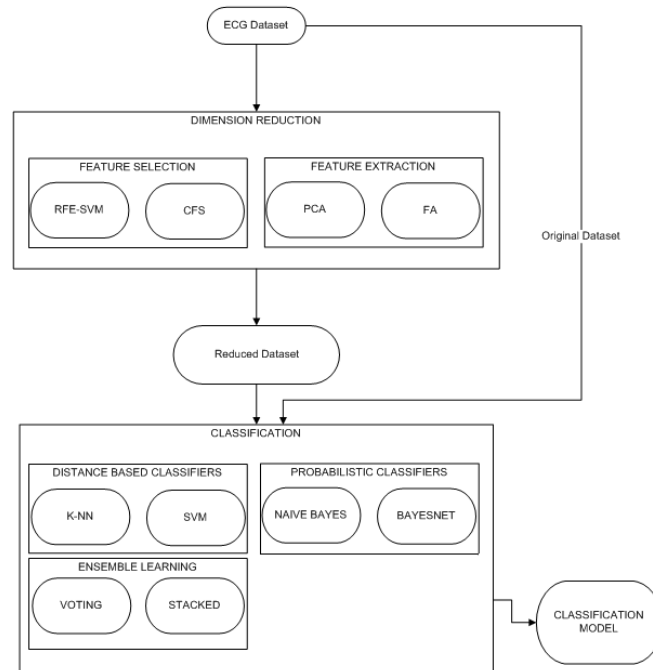 ECG Dataset
DIMENSION REDUCTION
FEATURE SELECTION
RFE-SVM
CFS
FEATURE EXTRACTION
PCA
FA
Original Dataset
Reduced Dataset
CLASSIFICATION
DISTANCE BASED CLASSIFIERS
K-NN
SVM
PROBABILISTIC CLASSIFIERS
NAIVE BAYES
BAYESNET
ENSEMBLE LEARNING
VOTING
STACKED
CLASSIFICATION
MODEL